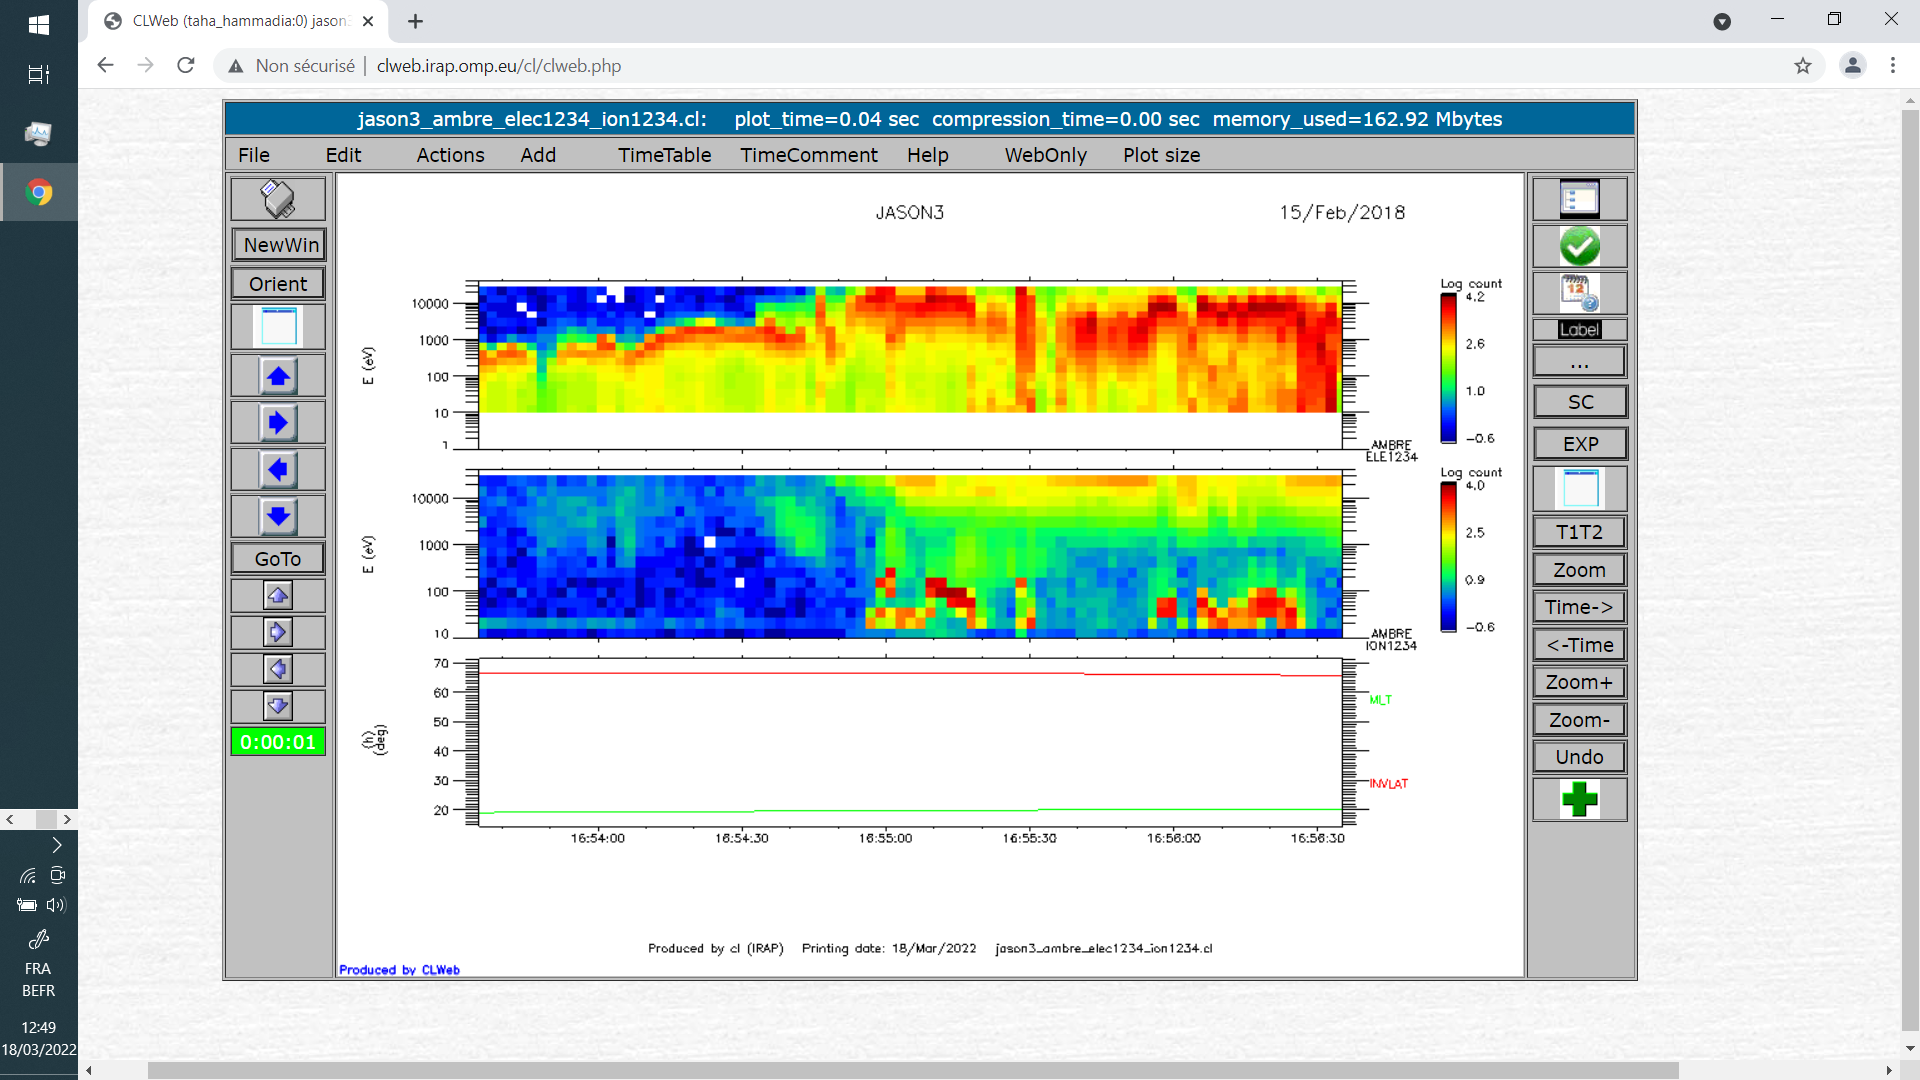 CLWeb (taha_hammadia:0) jason3
Non sécurisé | clweb.irap.omp.eu/cl/clweb.php
jason3_ambre_elec1234_ion1234.cl: plot_time=0.04 sec compression_time=0.00 sec memory_used=162.92 Mbytes
File Edit Actions Add TimeTable TimeComment Help WebOnly Plot size
NewWin
Orient
GoTo
0:00:01
JASON3
15/Feb/2018
10000
1000
100
10
1
E (eV)
Log count
4.2
2.6
1.0
-0.6
AMBRE
ELE1234
10000
1000
100
10
E (eV)
Log count
4.0
2.5
0.9
-0.6
AMBRE
ION1234
70
60
50
40
30
20
(h)
(deg)
MLT
INVLAT
16:54:00 16:54:30 16:55:00 16:55:30 16:56:00 16:56:30
Produced by cl (IRAP) Printing date: 18/Mar/2022 jason3_ambre_elec1234_ion1234.cl
Produced by CLWeb
12
Label
...
SC
EXP
T1T2
Zoom
Time->
<-Time
Zoom+
Zoom-
Undo
FRA
BEFR
12:49
18/03/2022